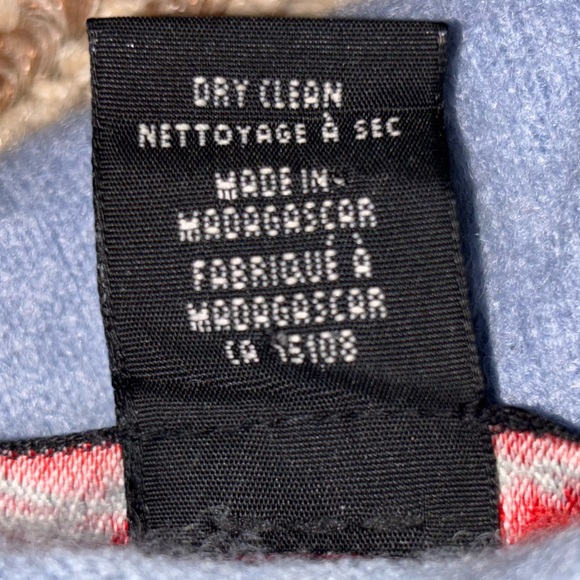 DRY CLEAN
NETTOYAGE À SEC
MADE IN
MADAGASCAR
FABRIQUÉ À
MADAGASCAR
CA 15108